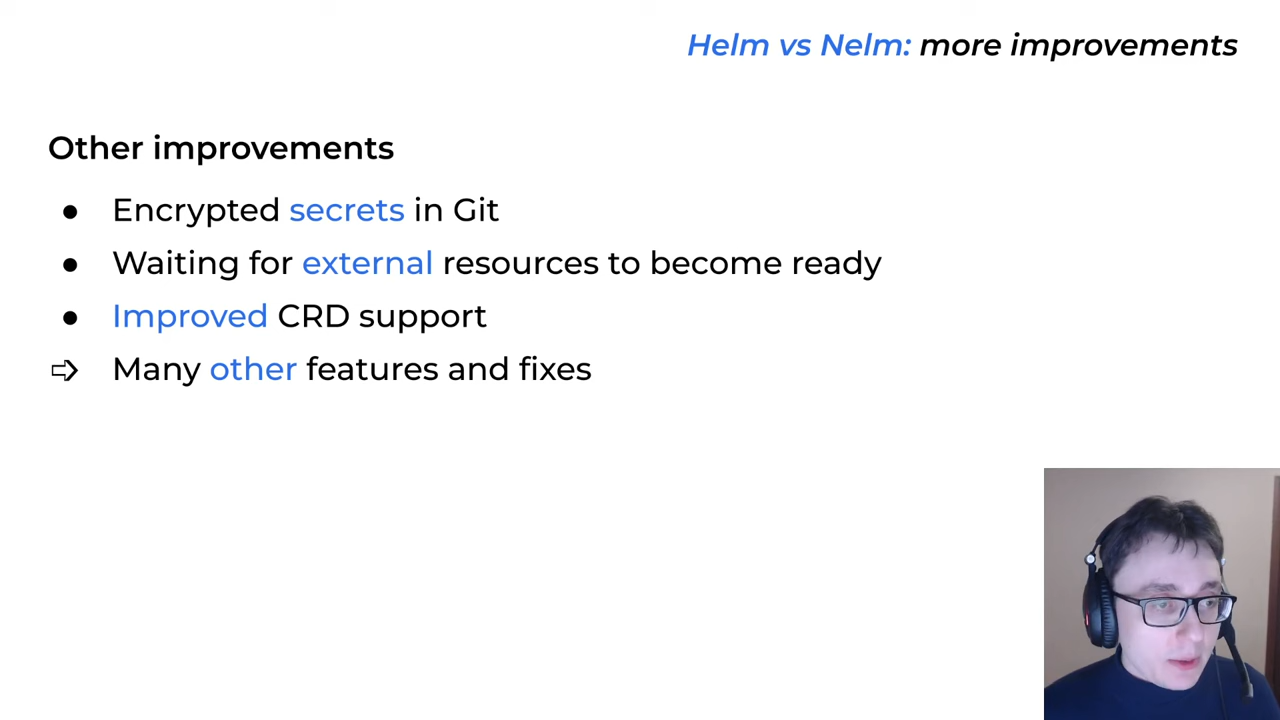 Helm vs Nelm: more improvements
Other improvements
● Encrypted secrets in Git
● Waiting for external resources to become ready
● Improved CRD support
⇨ Many other features and fixes